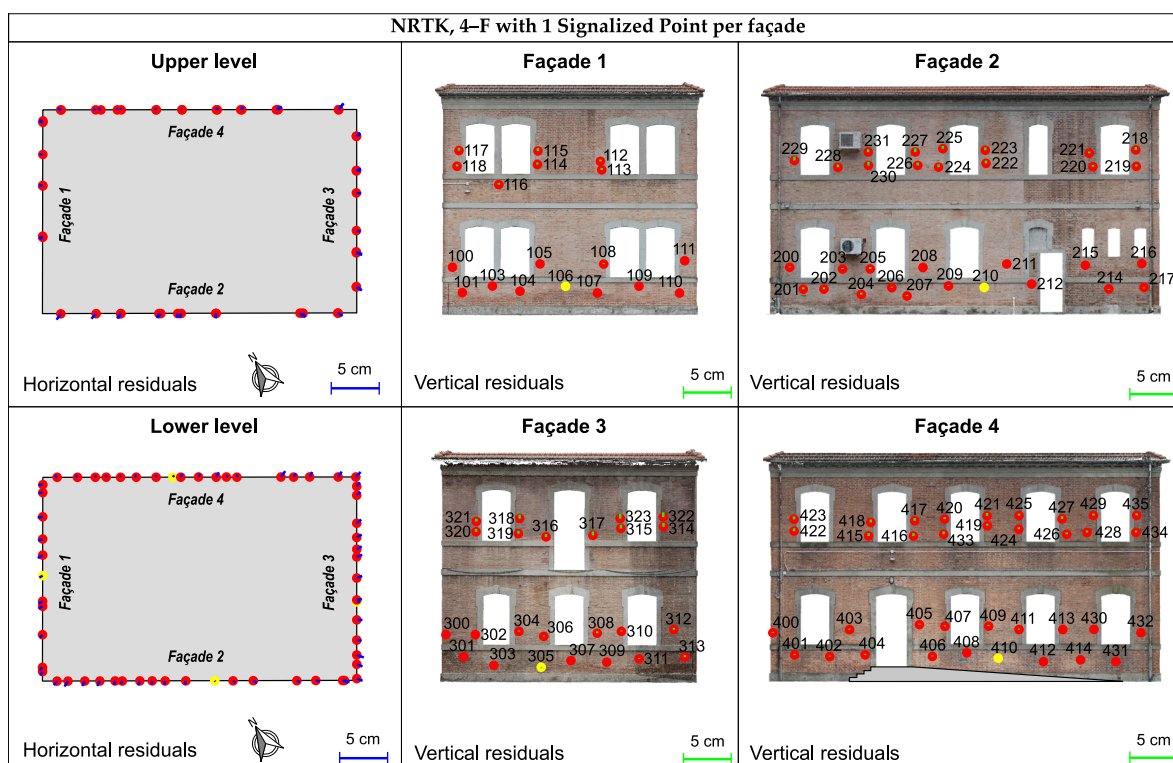 NRTK, 4–F with 1 Signalized Point per façade
Upper level
Façade 4
Façade 1
Façade 3
Façade 2
Horizontal residuals
N
5 cm
Façade 1
117 115 112
118 114 113
116
100 105 108 111
101 103 104 106 107 109 110
Vertical residuals
5 cm
Façade 2
229 231 227 225 223 221 218
228 230 226 224 222 220 219
200 203 205 208 211 215 216
201 202 204 206 207 209 210 212 214 217
Vertical residuals
5 cm
Lower level
Façade 4
Façade 1
Façade 3
Façade 2
Horizontal residuals
N
5 cm
Façade 3
321 318 316 317 323 322
320 319 315 314
300 302 304 306 308 310 312
301 303 305 307 309 311 313
Vertical residuals
5 cm
Façade 4
423 418 417 420 421 425 427 429 435
422 415 416 433 419 424 426 428 434
400 403 405 407 409 411 413 430 432
401 402 404 406 408 410 412 414 431
Vertical residuals
5 cm